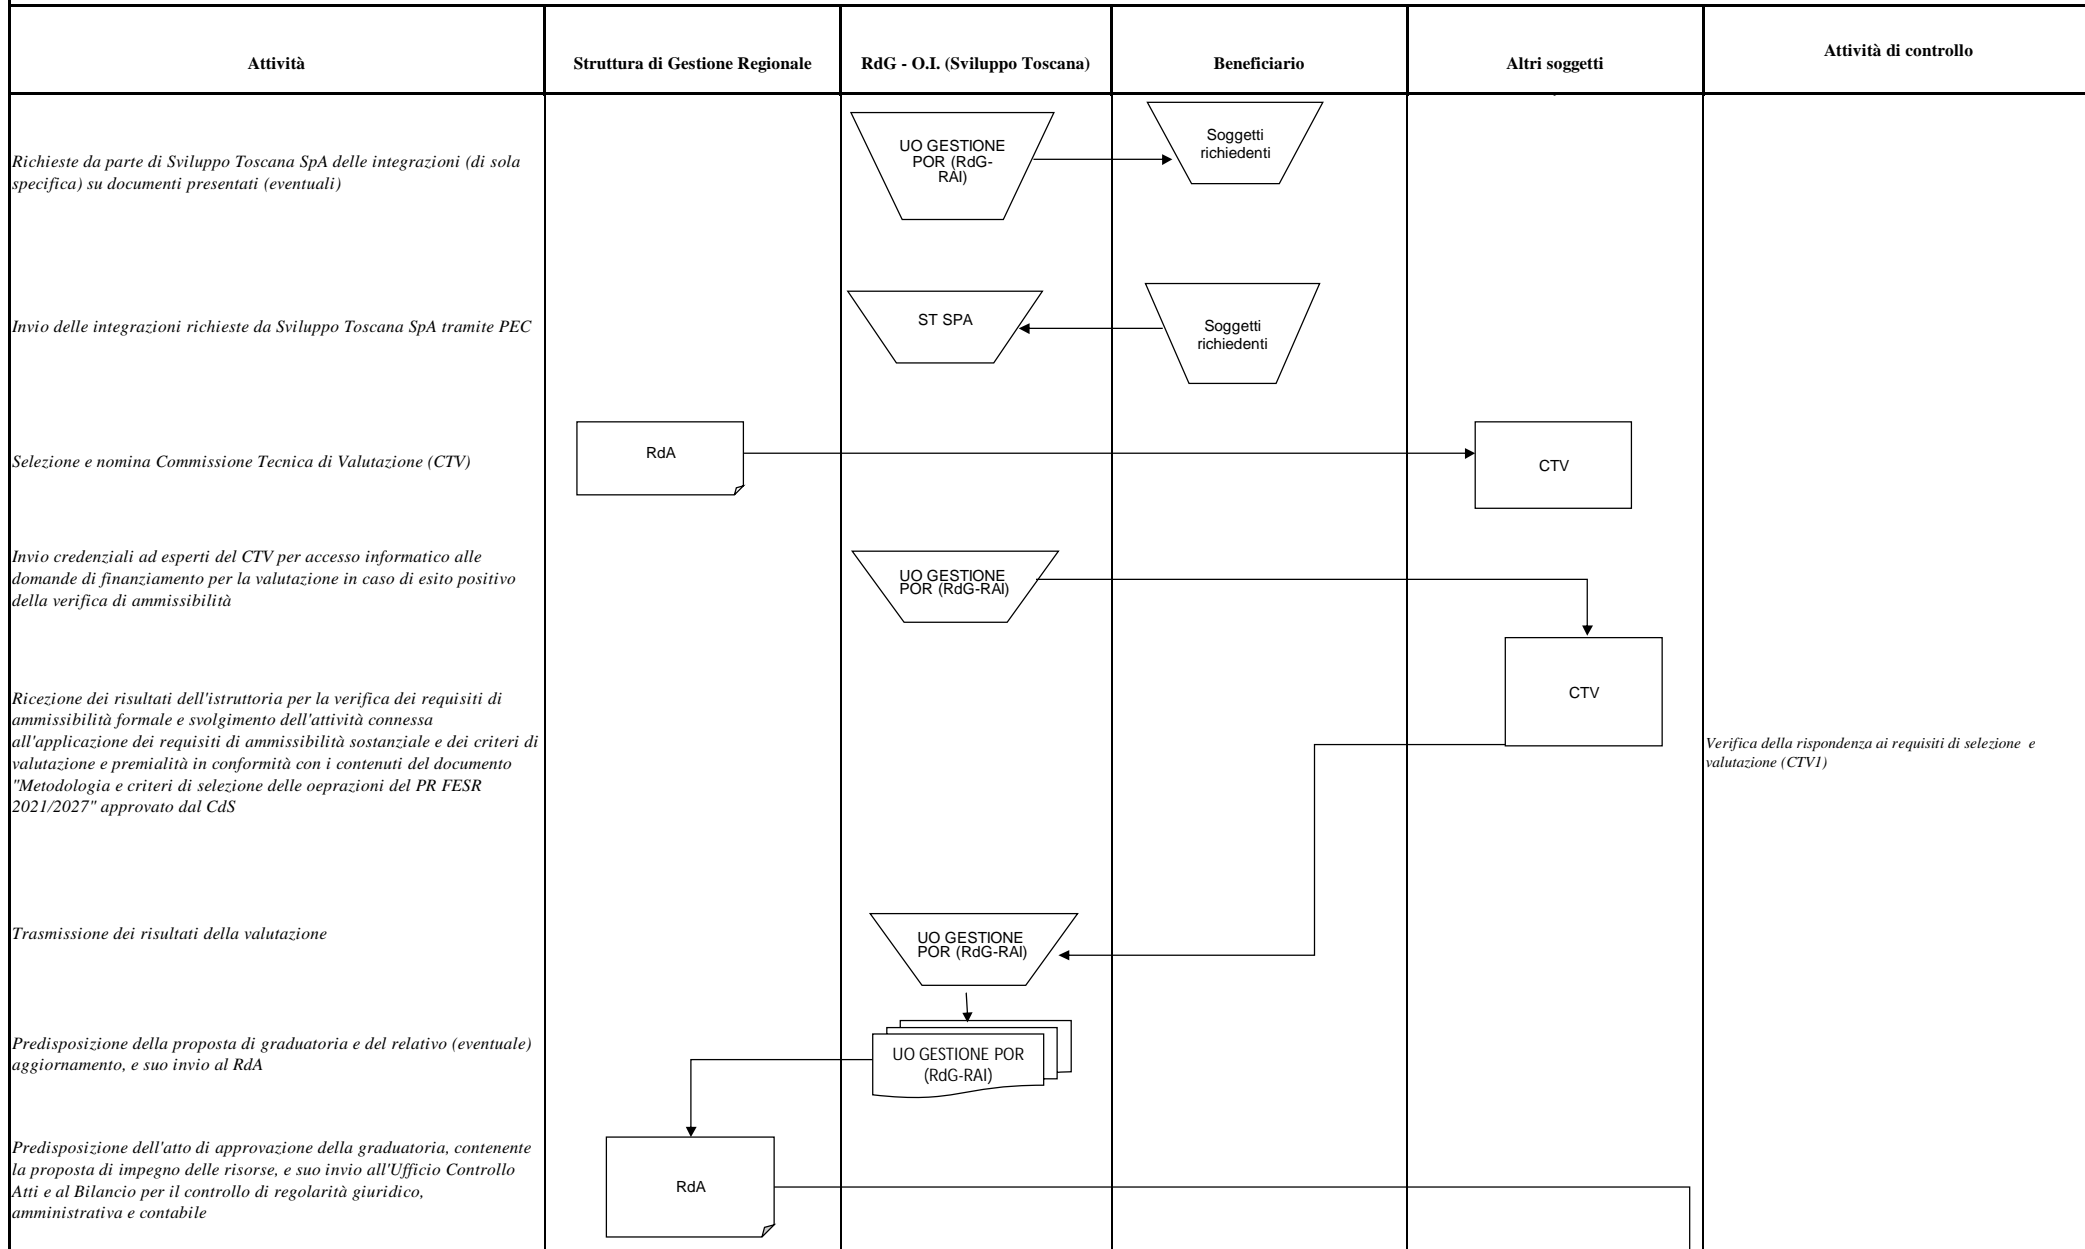 Attività
Struttura di Gestione Regionale
RdG - O.I. (Sviluppo Toscana)
Beneficiario
Altri soggetti
Attività di controllo
Richieste da parte di Sviluppo Toscana SpA delle integrazioni (di sola
specifica) su documenti presentati (eventuali)
UO GESTIONE
POR (RdG-
RAI)
Soggetti
richiedenti
Invio delle integrazioni richieste da Sviluppo Toscana SpA tramite PEC
ST SPA
Soggetti
richiedenti
Selezione e nomina Commissione Tecnica di Valutazione (CTV)
RdA
CTV
Invio credenziali ad esperti del CTV per accesso informatico alle
domande di finanziamento per la valutazione in caso di esito positivo
della verifica di ammissibilità
UO GESTIONE
POR (RdG-RAI)
CTV
Ricezione dei risultati dell'istruttoria per la verifica dei requisiti di
ammissibilità formale e svolgimento dell'attività connessa
all'applicazione dei requisiti di ammissibilità sostanziale e dei criteri di
valutazione e premialità in conformità con i contenuti del documento
"Metodologia e criteri di selezione delle oeprazioni del PR FESR
2021/2027" approvato dal CdS
Verifica della rispondenza ai requisiti di selezione e
valutazione (CTV1)
Trasmissione dei risultati della valutazione
UO GESTIONE
POR (RdG-RAI)
Predisposizione della proposta di graduatoria e del relativo (eventuale)
aggiornamento, e suo invio al RdA
UO GESTIONE POR
(RdG-RAI)
Predisposizione dell'atto di approvazione della graduatoria, contenente
la proposta di impegno delle risorse, e suo invio all'Ufficio Controllo
Atti e al Bilancio per il controllo di regolarità giuridico,
amministrativa e contabile
RdA